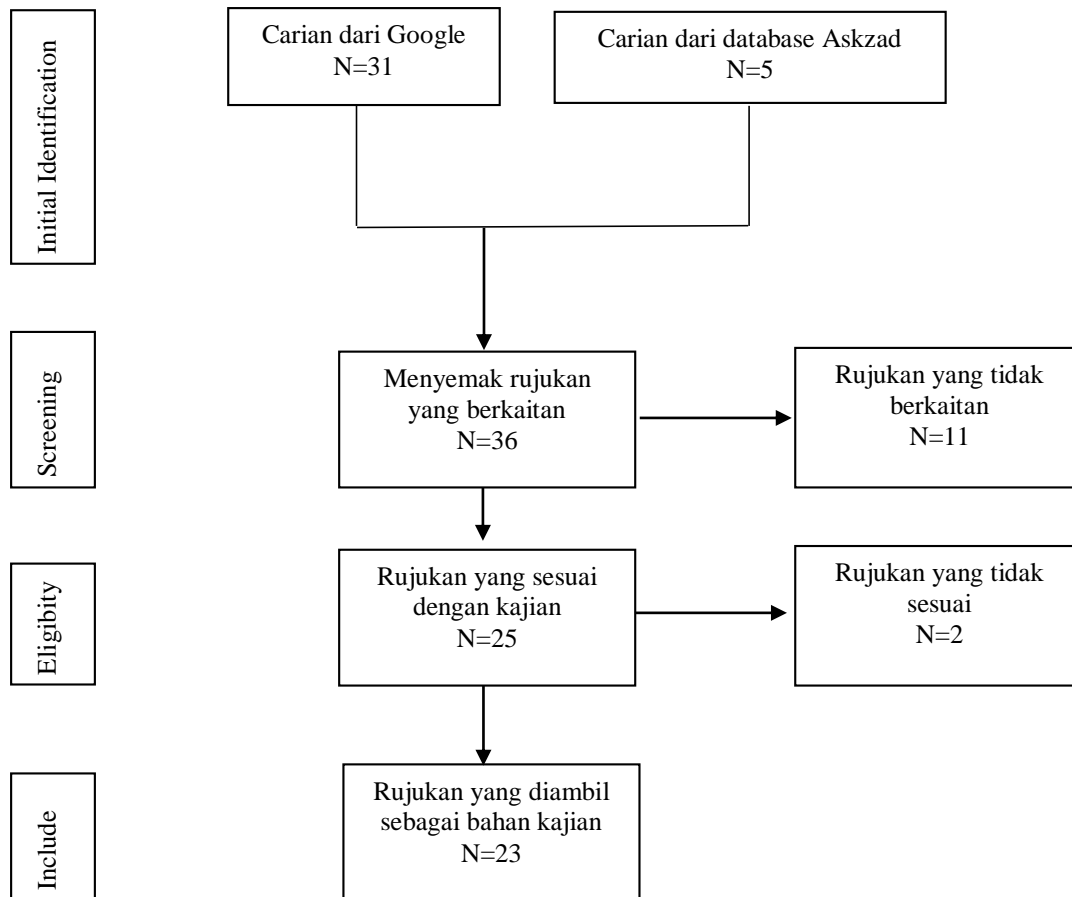 Initial Identification
Carian dari Google
N=31
Carian dari database Askzad
N=5
Screening
Menyemak rujukan
yang berkaitan
N=36
Rujukan yang tidak
berkaitan
N=11
Eligibity
Rujukan yang sesuai
dengan kajian
N=25
Rujukan yang tidak
sesuai
N=2
Include
Rujukan yang diambil
sebagai bahan kajian
N=23